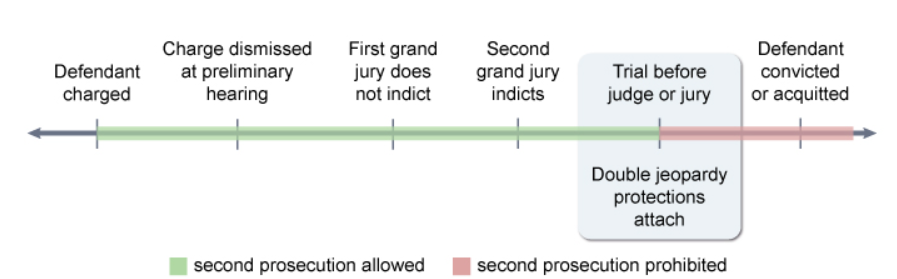 Defendant
charged
Charge dismissed
at preliminary
hearing
First grand
jury does
not indict
Second
grand jury
indicts
Trial before
judge or jury
Defendant
convicted
or acquitted
Double jeopardy
protections
attach
second prosecution allowed
second prosecution prohibited